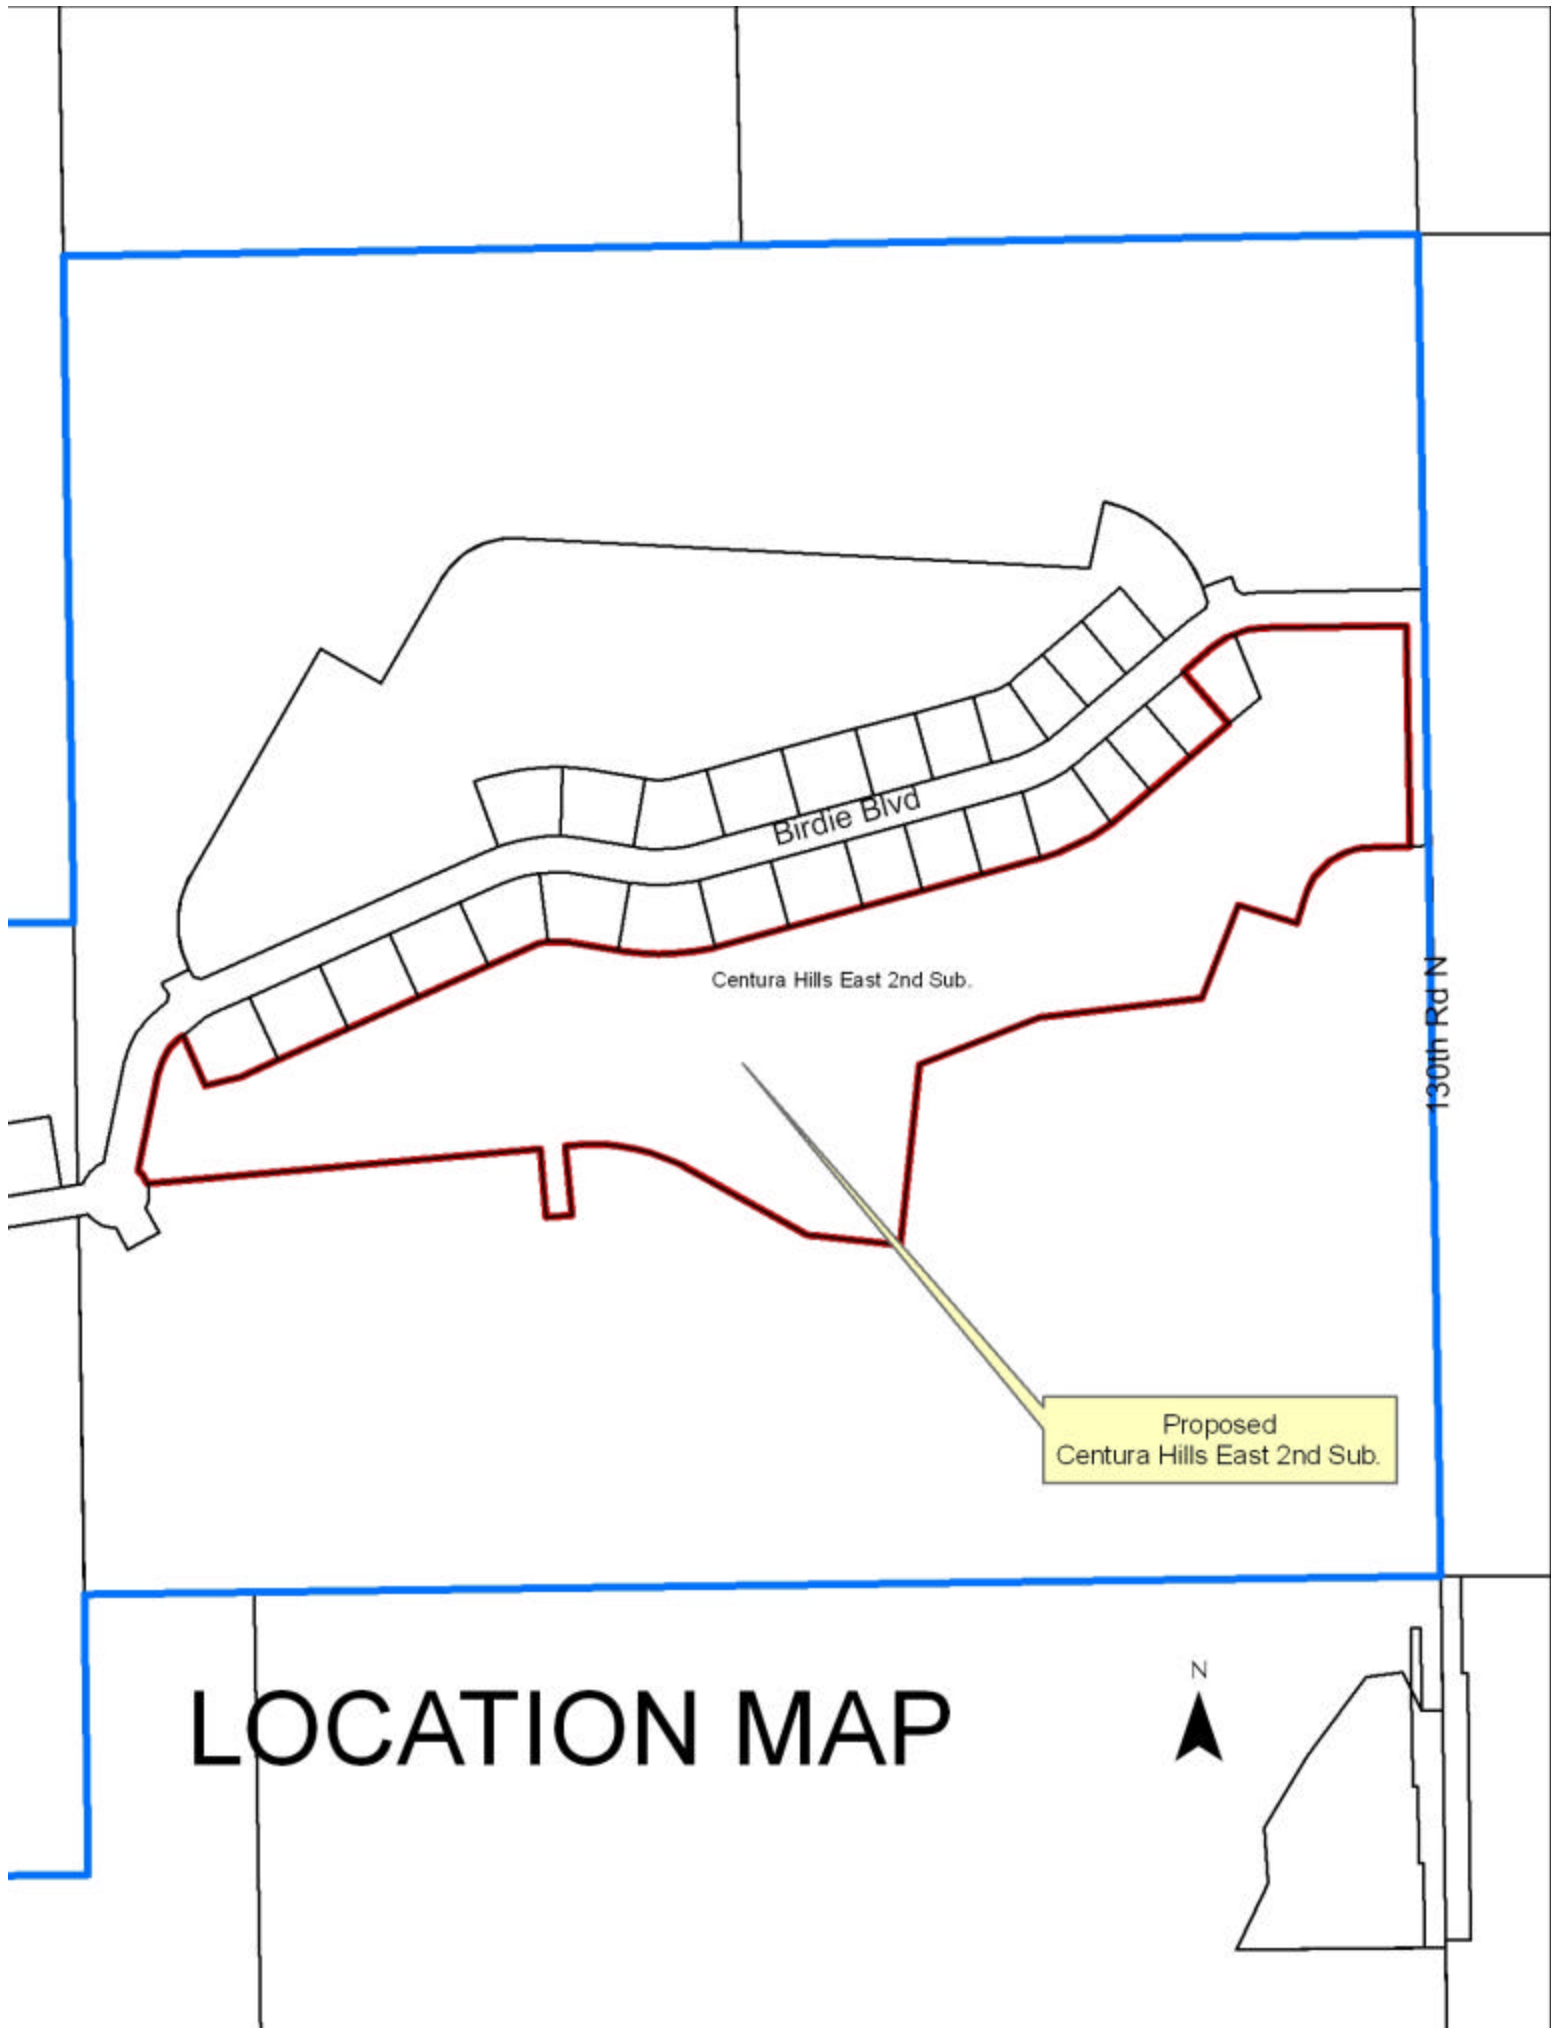 Birdie Blvd
Centura Hills East 2nd Sub.
130th Rd N
Proposed
Centura Hills East 2nd Sub.
N
LOCATION MAP